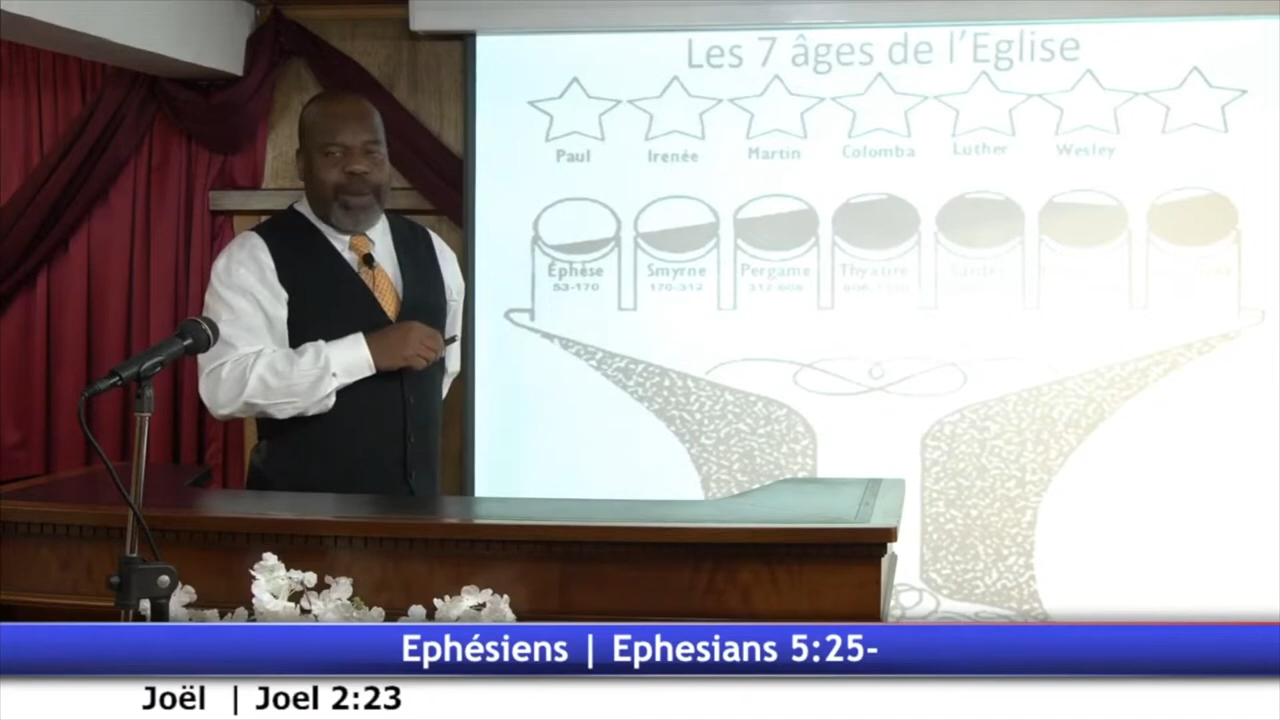 Les 7 âges de l'Eglise
Paul Irenée Martin Colomba Luther Wesley
Éphèse Smyrne Pergame Thyatire
53-170 170-312 312-606
Ephésiens | Ephesians 5:25-
Joël | Joel 2:23